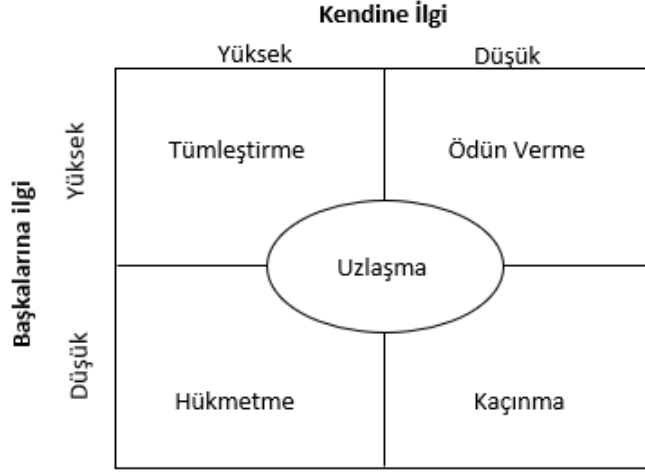 Kendine İlgi
Yüksek Düşük
Başkalarına ilgi
Yüksek
Tümleştirme Ödün Verme
Uzlaşma
Düşük
Hükmetme Kaçınma